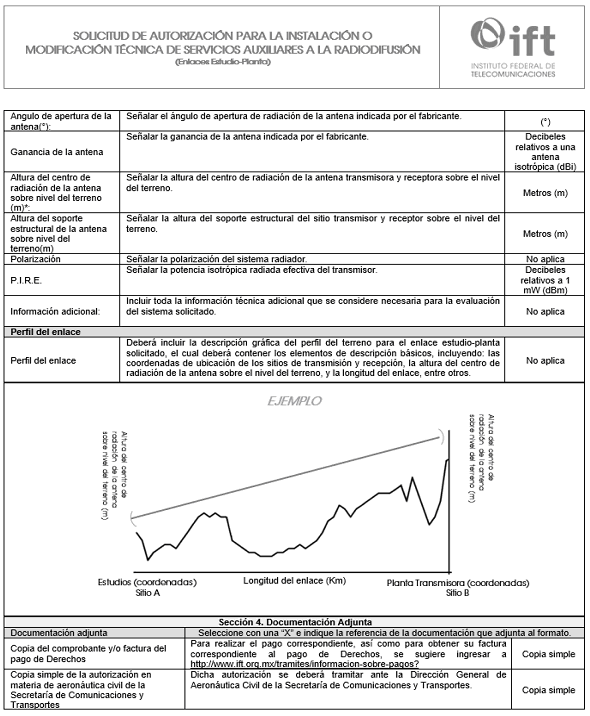 SOLICITUD DE AUTORIZACIÓN PARA LA INSTALACIÓN O
MODIFICACIÓN TÉCNICA DE SERVICIOS AUXILIARES A LA RADIODIFUSIÓN
(Enlaces Estudio-Planta)
ift
INSTITUTO FEDERAL DE
TELECOMUNICACIONES
Angulo de apertura de la
antena(°):
Señalar el ángulo de apertura de radiación de la antena indicada por el fabricante.
(°)
Ganancia de la antena
Señalar la ganancia de la antena indicada por el fabricante.
Decibeles
relativos a una
antena
isotrópica (dBi)
Altura del centro de
radiación de la antena
sobre nivel del terreno
(m)*:
Señalar la altura del centro de radiación de la antena transmisora y receptora sobre el nivel
del terreno.
Metros (m)
Altura del soporte
estructural de la antena
sobre nivel del
terreno(m)
Señalar la altura del soporte estructural del sitio transmisor y receptor sobre el nivel del
terreno.
Metros (m)
Polarización
Señalar la polarización del sistema radiador.
No aplica
P.I.R.E.
Señalar la potencia isotrópica radiada efectiva del transmisor.
Decibeles
relativos a 1
mW (dBm)
Información adicional:
Incluir toda la información técnica adicional que se considere necesaria para la evaluación
del sistema solicitado.
No aplica
Perfil del enlace
Perfil del enlace
Deberá incluir la descripción gráfica del perfil del terreno para el enlace estudio-planta
solicitado, el cual deberá contener los elementos de descripción básicos, incluyendo: las
coordenadas de ubicación de los sitios de transmisión y recepción, la altura del centro de
radiación de la antena sobre el nivel del terreno, y la longitud del enlace, entre otros.
No aplica
EJEMPLO
Altura del centro de
radiación de la antena
sobre nivel del terreno (m)
Altura del centro de
radiación de la antena
sobre nivel del terreno (m)
Estudios (coordenadas)
Sitio A
Longitud del enlace (Km)
Planta Transmisora (coordenadas)
Sitio B
Sección 4. Documentación Adjunta
Documentación adjunta
Seleccione con una "X" e indique la referencia de la documentación que adjunta al formato.
Copia del comprobante y/o factura del
pago de Derechos
Para realizar el pago correspondiente, así como para obtener su factura
correspondiente al pago de Derechos, se sugiere ingresar a
http://www.ift.org.mx/tramites/informacion-sobre-pagos?
Copia simple
Copia simple de la autorización en
materia de aeronáutica civil de la
Secretaría de Comunicaciones y
Transportes
Dicha autorización se deberá tramitar ante la Dirección General de
Aeronáutica Civil de la Secretaría de Comunicaciones y Transportes.
Copia simple